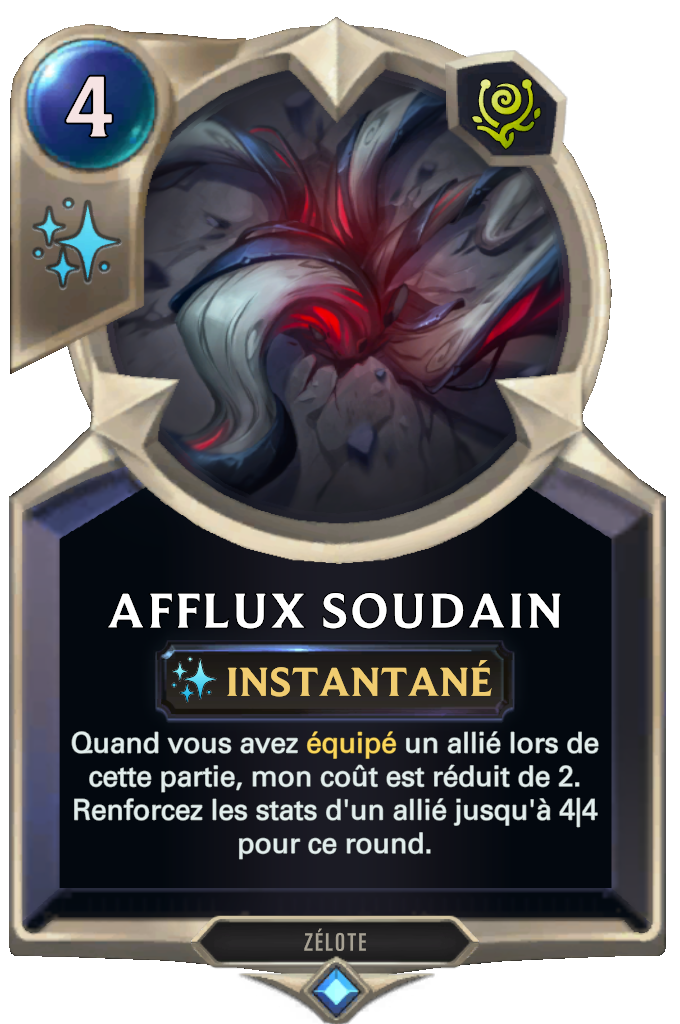 4
AFFLUX SOUDAIN
INSTANTANÉ
Quand vous avez équipé un allié lors de
cette partie, mon coût est réduit de 2.
Renforcez les stats d'un allié jusqu'à 4|4
pour ce round.
ZÉLOTE